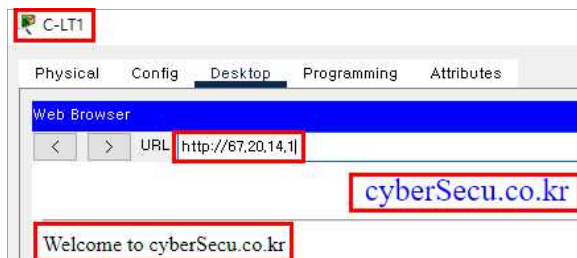 C-LT1
Physical Config Desktop Programming Attributes
Web Browser
< > URL http://67,20,14,1
cyberSecu.co.kr
Welcome to cyberSecu.co.kr